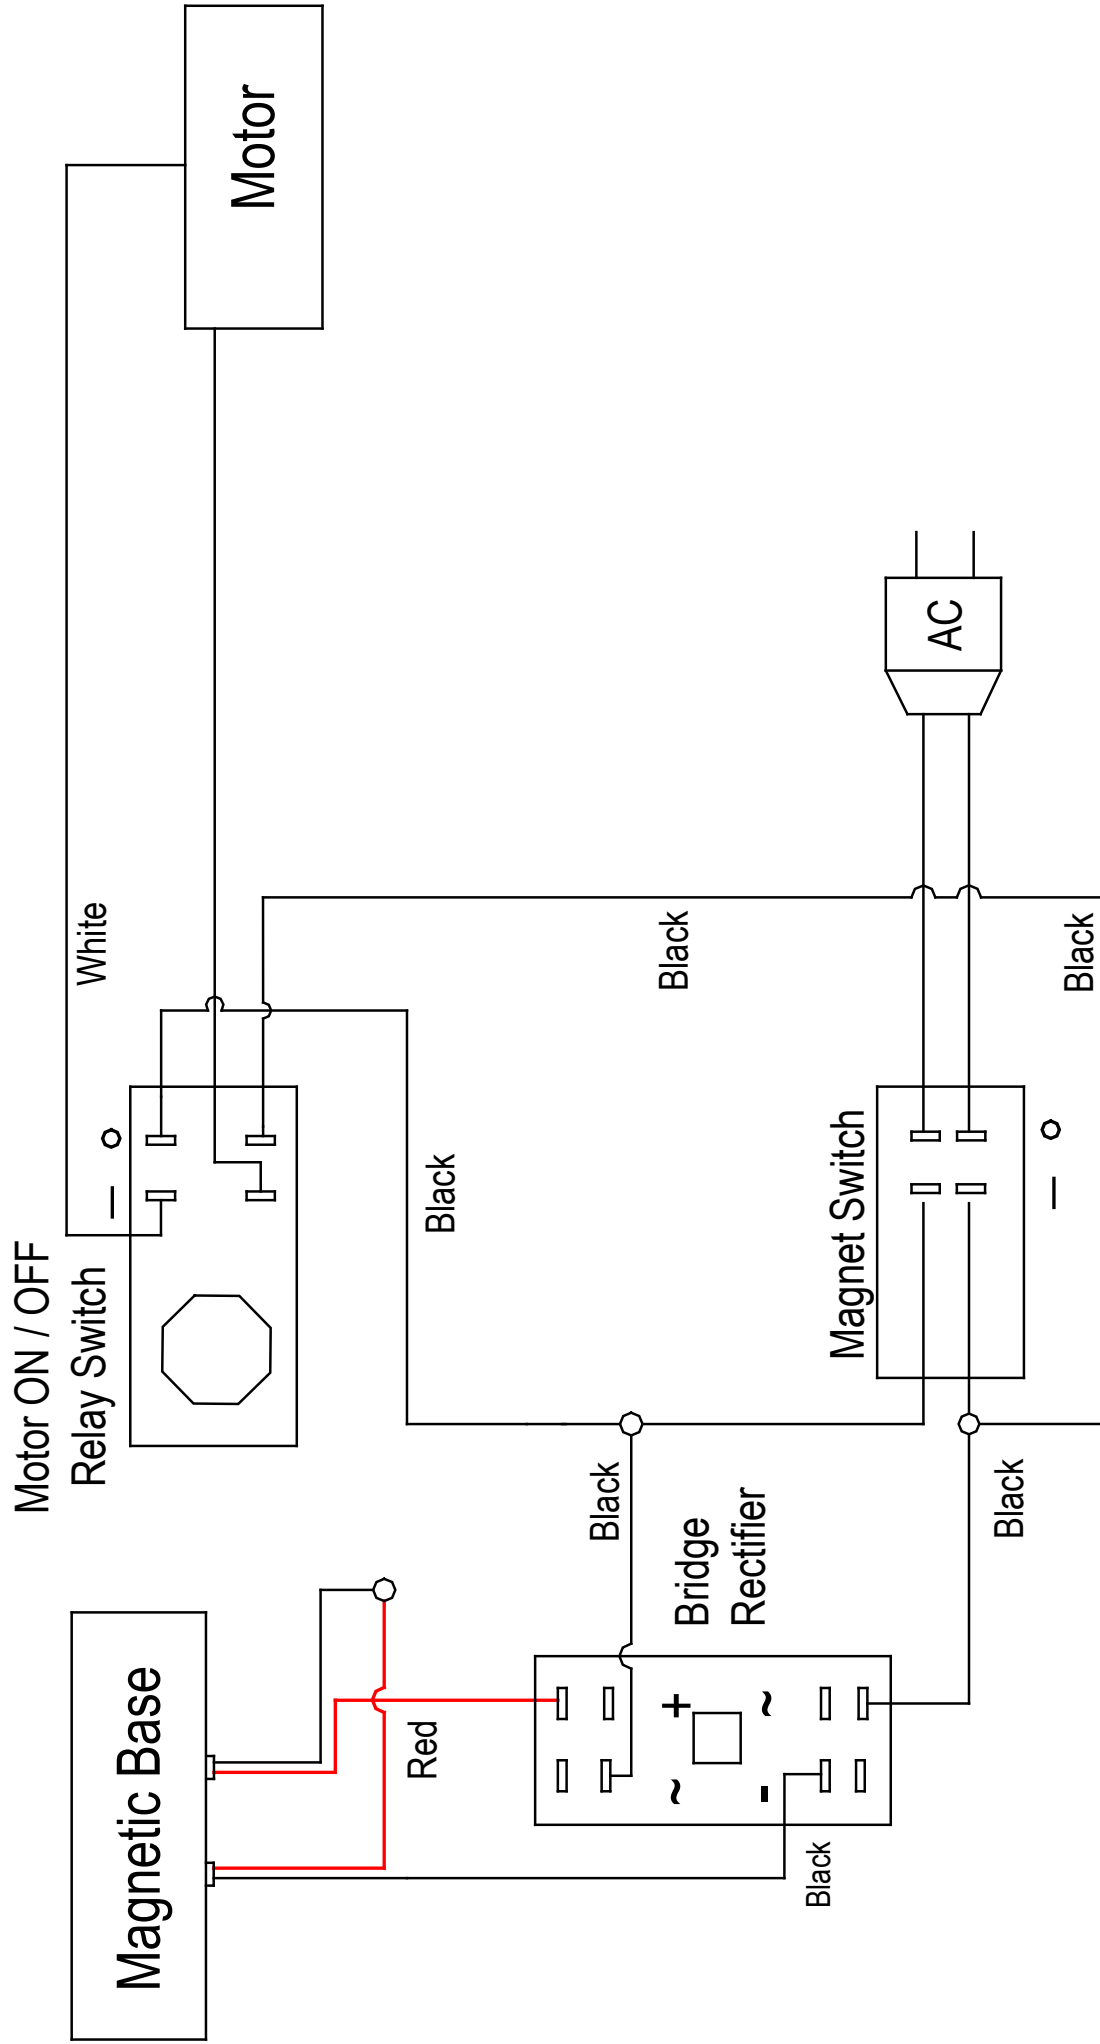 Magnetic Base
Motor ON / OFF
Relay Switch
Motor
White
Red
Black
Black
Bridge
Rectifier
+
~
~
-
Black
Black
Black
Magnet Switch
AC
Black
Black